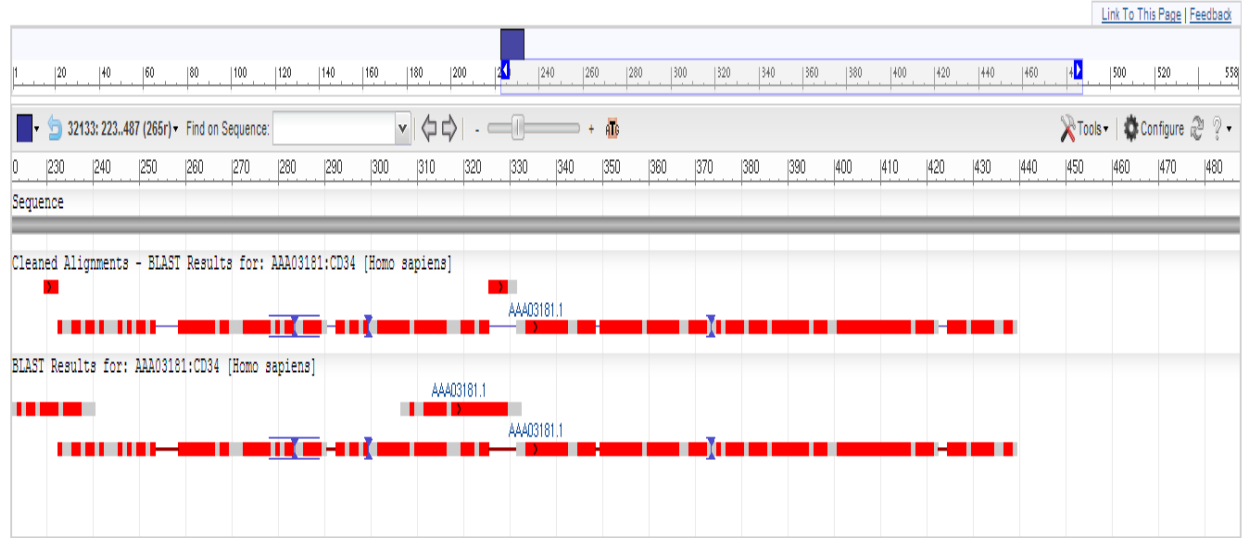 Link To This Page | Feedback
1 20 40 60 80 100 120 140 160 180 200 2 240 260 280 300 320 340 360 380 400 420 440 460 4 500 520 558
32133: 223..487 (265r) Find on Sequence: - + ATG Tools Configure ?
0 230 240 250 260 270 280 290 300 310 320 330 340 350 360 370 380 390 400 410 420 430 440 450 460 470 480
Sequence
Cleaned Alignments - BLAST Results for: AAA03181:CD34 [Homo sapiens]
AAA03181.1
BLAST Results for: AAA03181:CD34 [Homo sapiens]
AAA03181.1
AAA03181.1